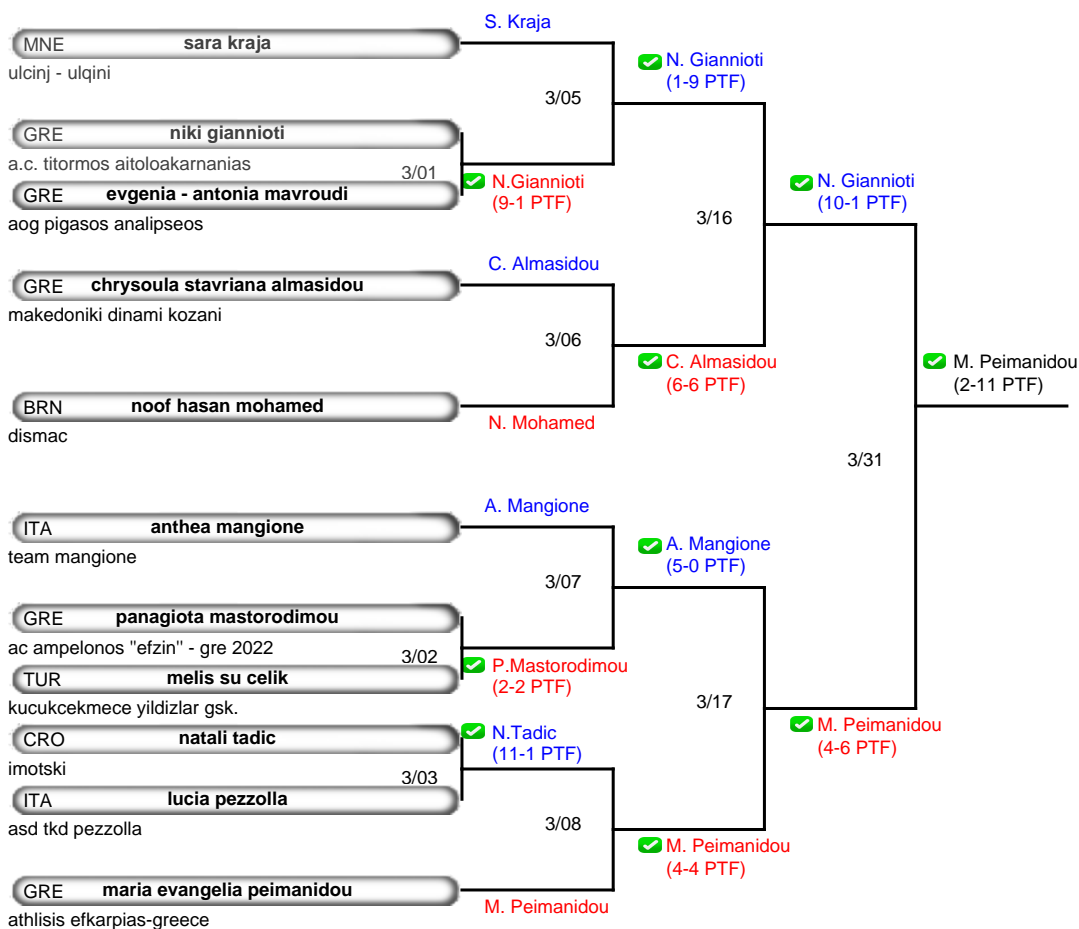 S. Kraja
MNE sara kraja
ulcinj - ulqini
N. Giannioti
(1-9 PTF)
3/05
GRE niki giannioti
a.c. titormos aitoloakarnanias
3/01
GRE evgenia - antonia mavroudi
aog pigasos analipseos
N.Giannioti
(9-1 PTF)
N. Giannioti
(10-1 PTF)
3/16
C. Almasidou
GRE chrysoula stavriana almasidou
makedoniki dinami kozani
3/06
C. Almasidou
(6-6 PTF)
M. Peimanidou
(2-11 PTF)
BRN noof hasan mohamed
dismac
N. Mohamed
3/31
A. Mangione
ITA anthea mangione
team mangione
A. Mangione
(5-0 PTF)
3/07
GRE panagiota mastorodimou
ac ampelonos "efzin" - gre 2022
3/02
TUR melis su celik
kucukcekmece yildizlar gsk.
P.Mastorodimou
(2-2 PTF)
3/17
M. Peimanidou
(4-6 PTF)
CRO natali tadic
imotski
N.Tadic
(11-1 PTF)
3/03
ITA lucia pezzolla
asd tkd pezzolla
3/08
M. Peimanidou
(4-4 PTF)
GRE maria evangelia peimanidou
athlisis efkarpias-greece
M. Peimanidou